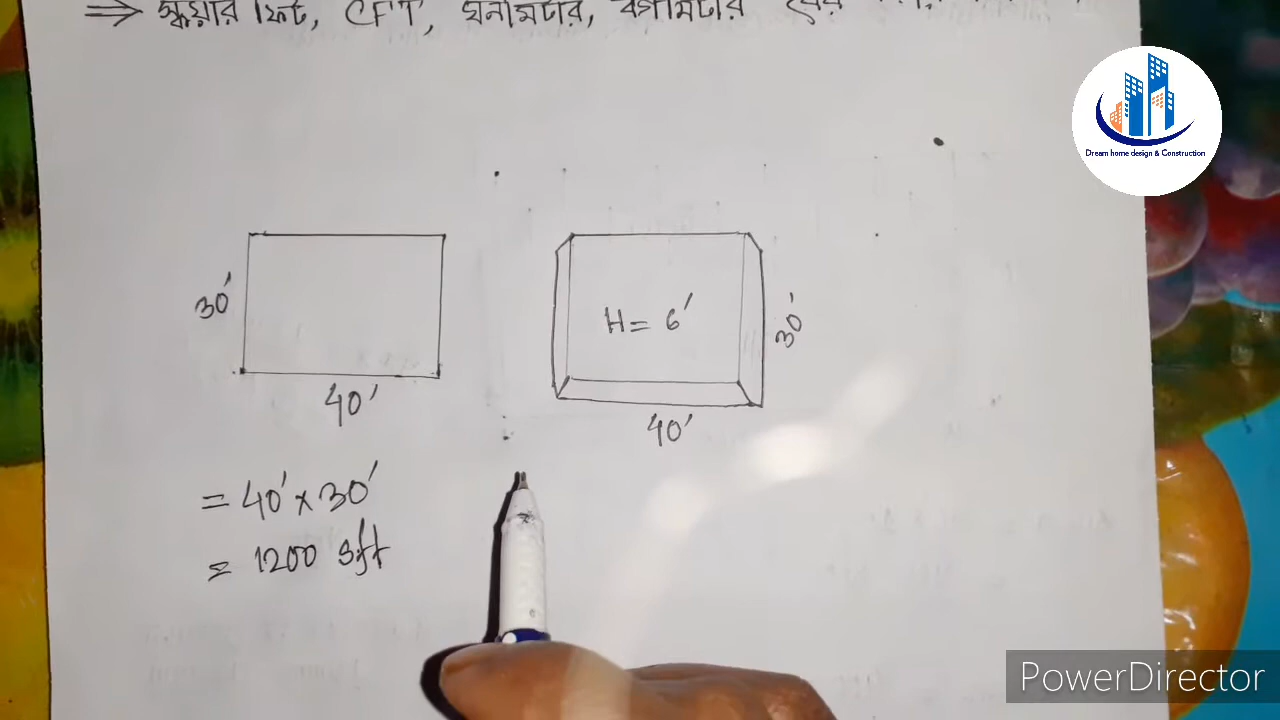 ⇒ স্কয়ার ফিট, CFT, ঘনমিটার, বর্গমিটার বের
Dream home design & Construction
30'
40'
H = 6'
30'
40'
= 40' x 30'
= 1200 sft
PowerDirector